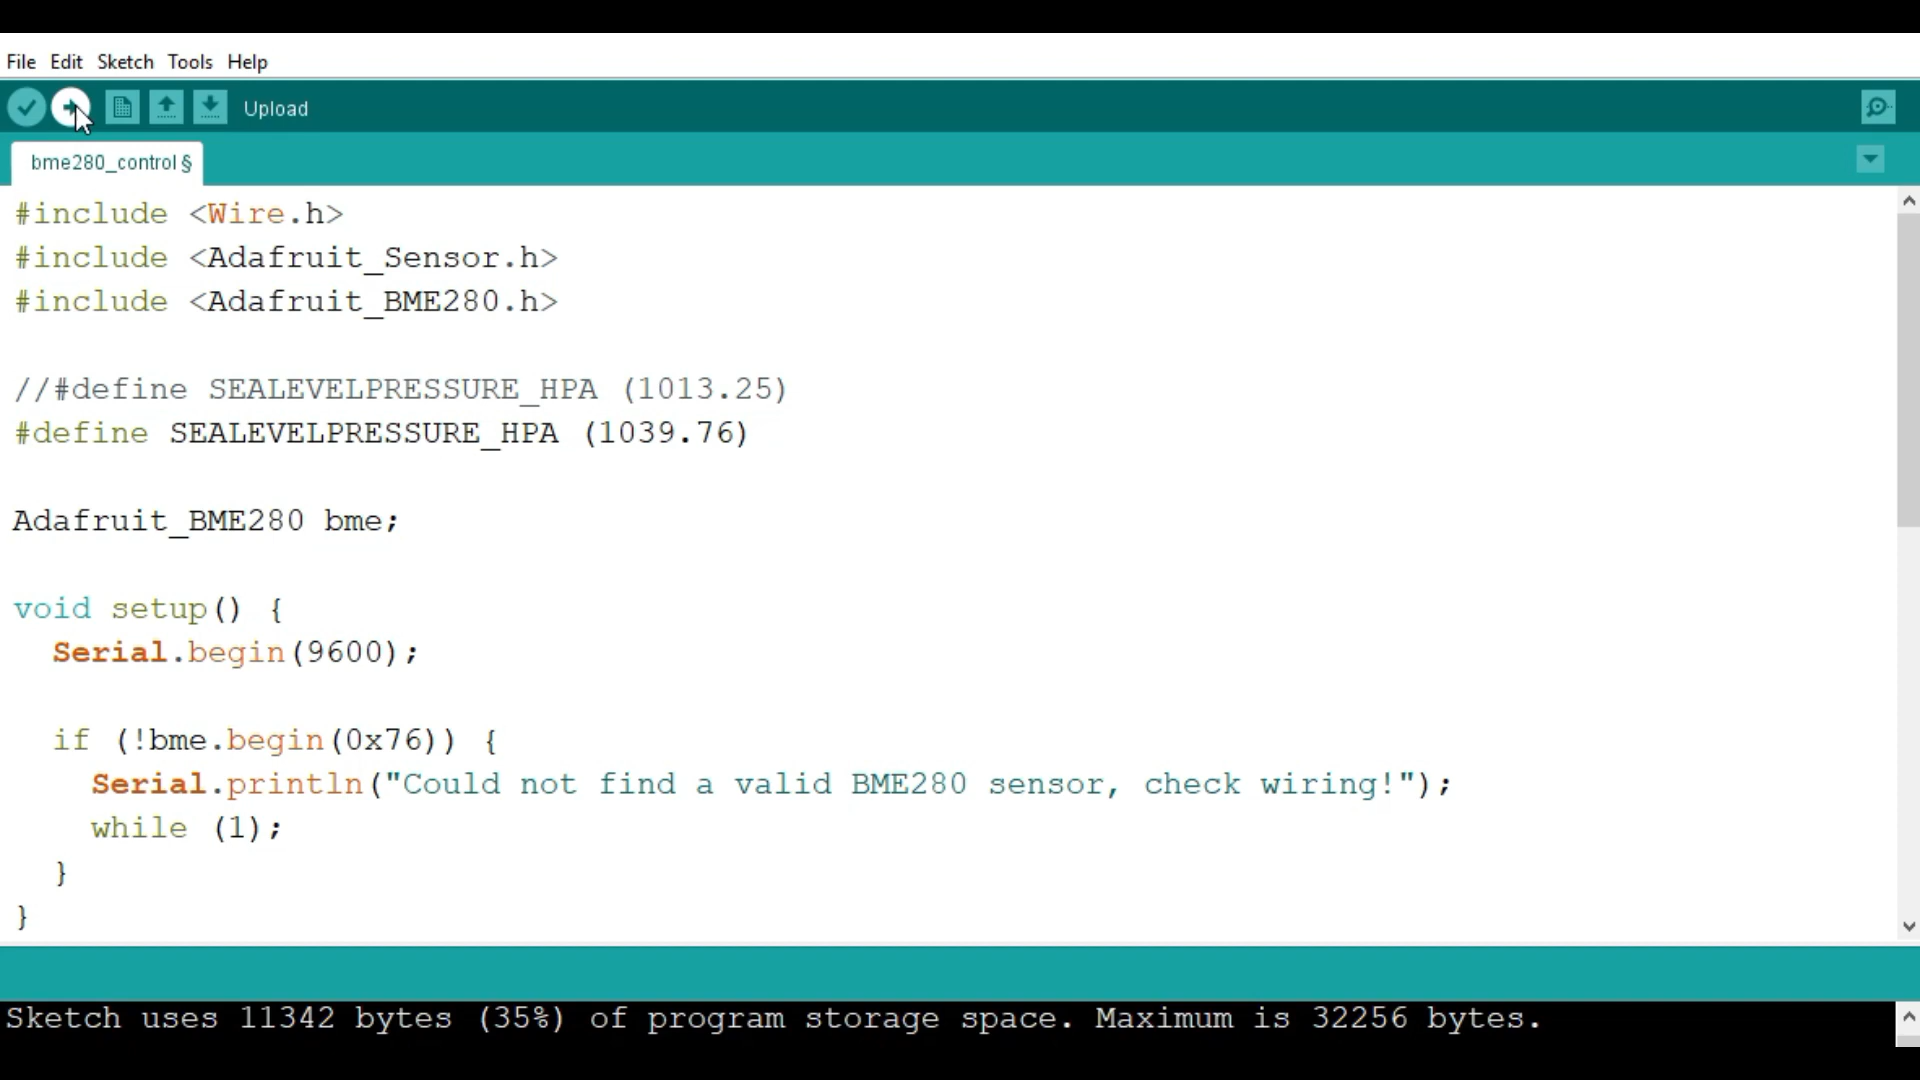 File Edit Sketch Tools Help
Upload
bme280_control §
#include <Wire.h>
#include <Adafruit_Sensor.h>
#include <Adafruit_BME280.h>
//#define SEALEVELPRESSURE_HPA (1013.25)
#define SEALEVELPRESSURE_HPA (1039.76)
Adafruit_BME280 bme;
void setup() {
Serial.begin(9600);
if (!bme.begin(0x76)) {
Serial.println("Could not find a valid BME280 sensor, check wiring!");
while (1);
}
}
Sketch uses 11342 bytes (35%) of program storage space. Maximum is 32256 bytes.